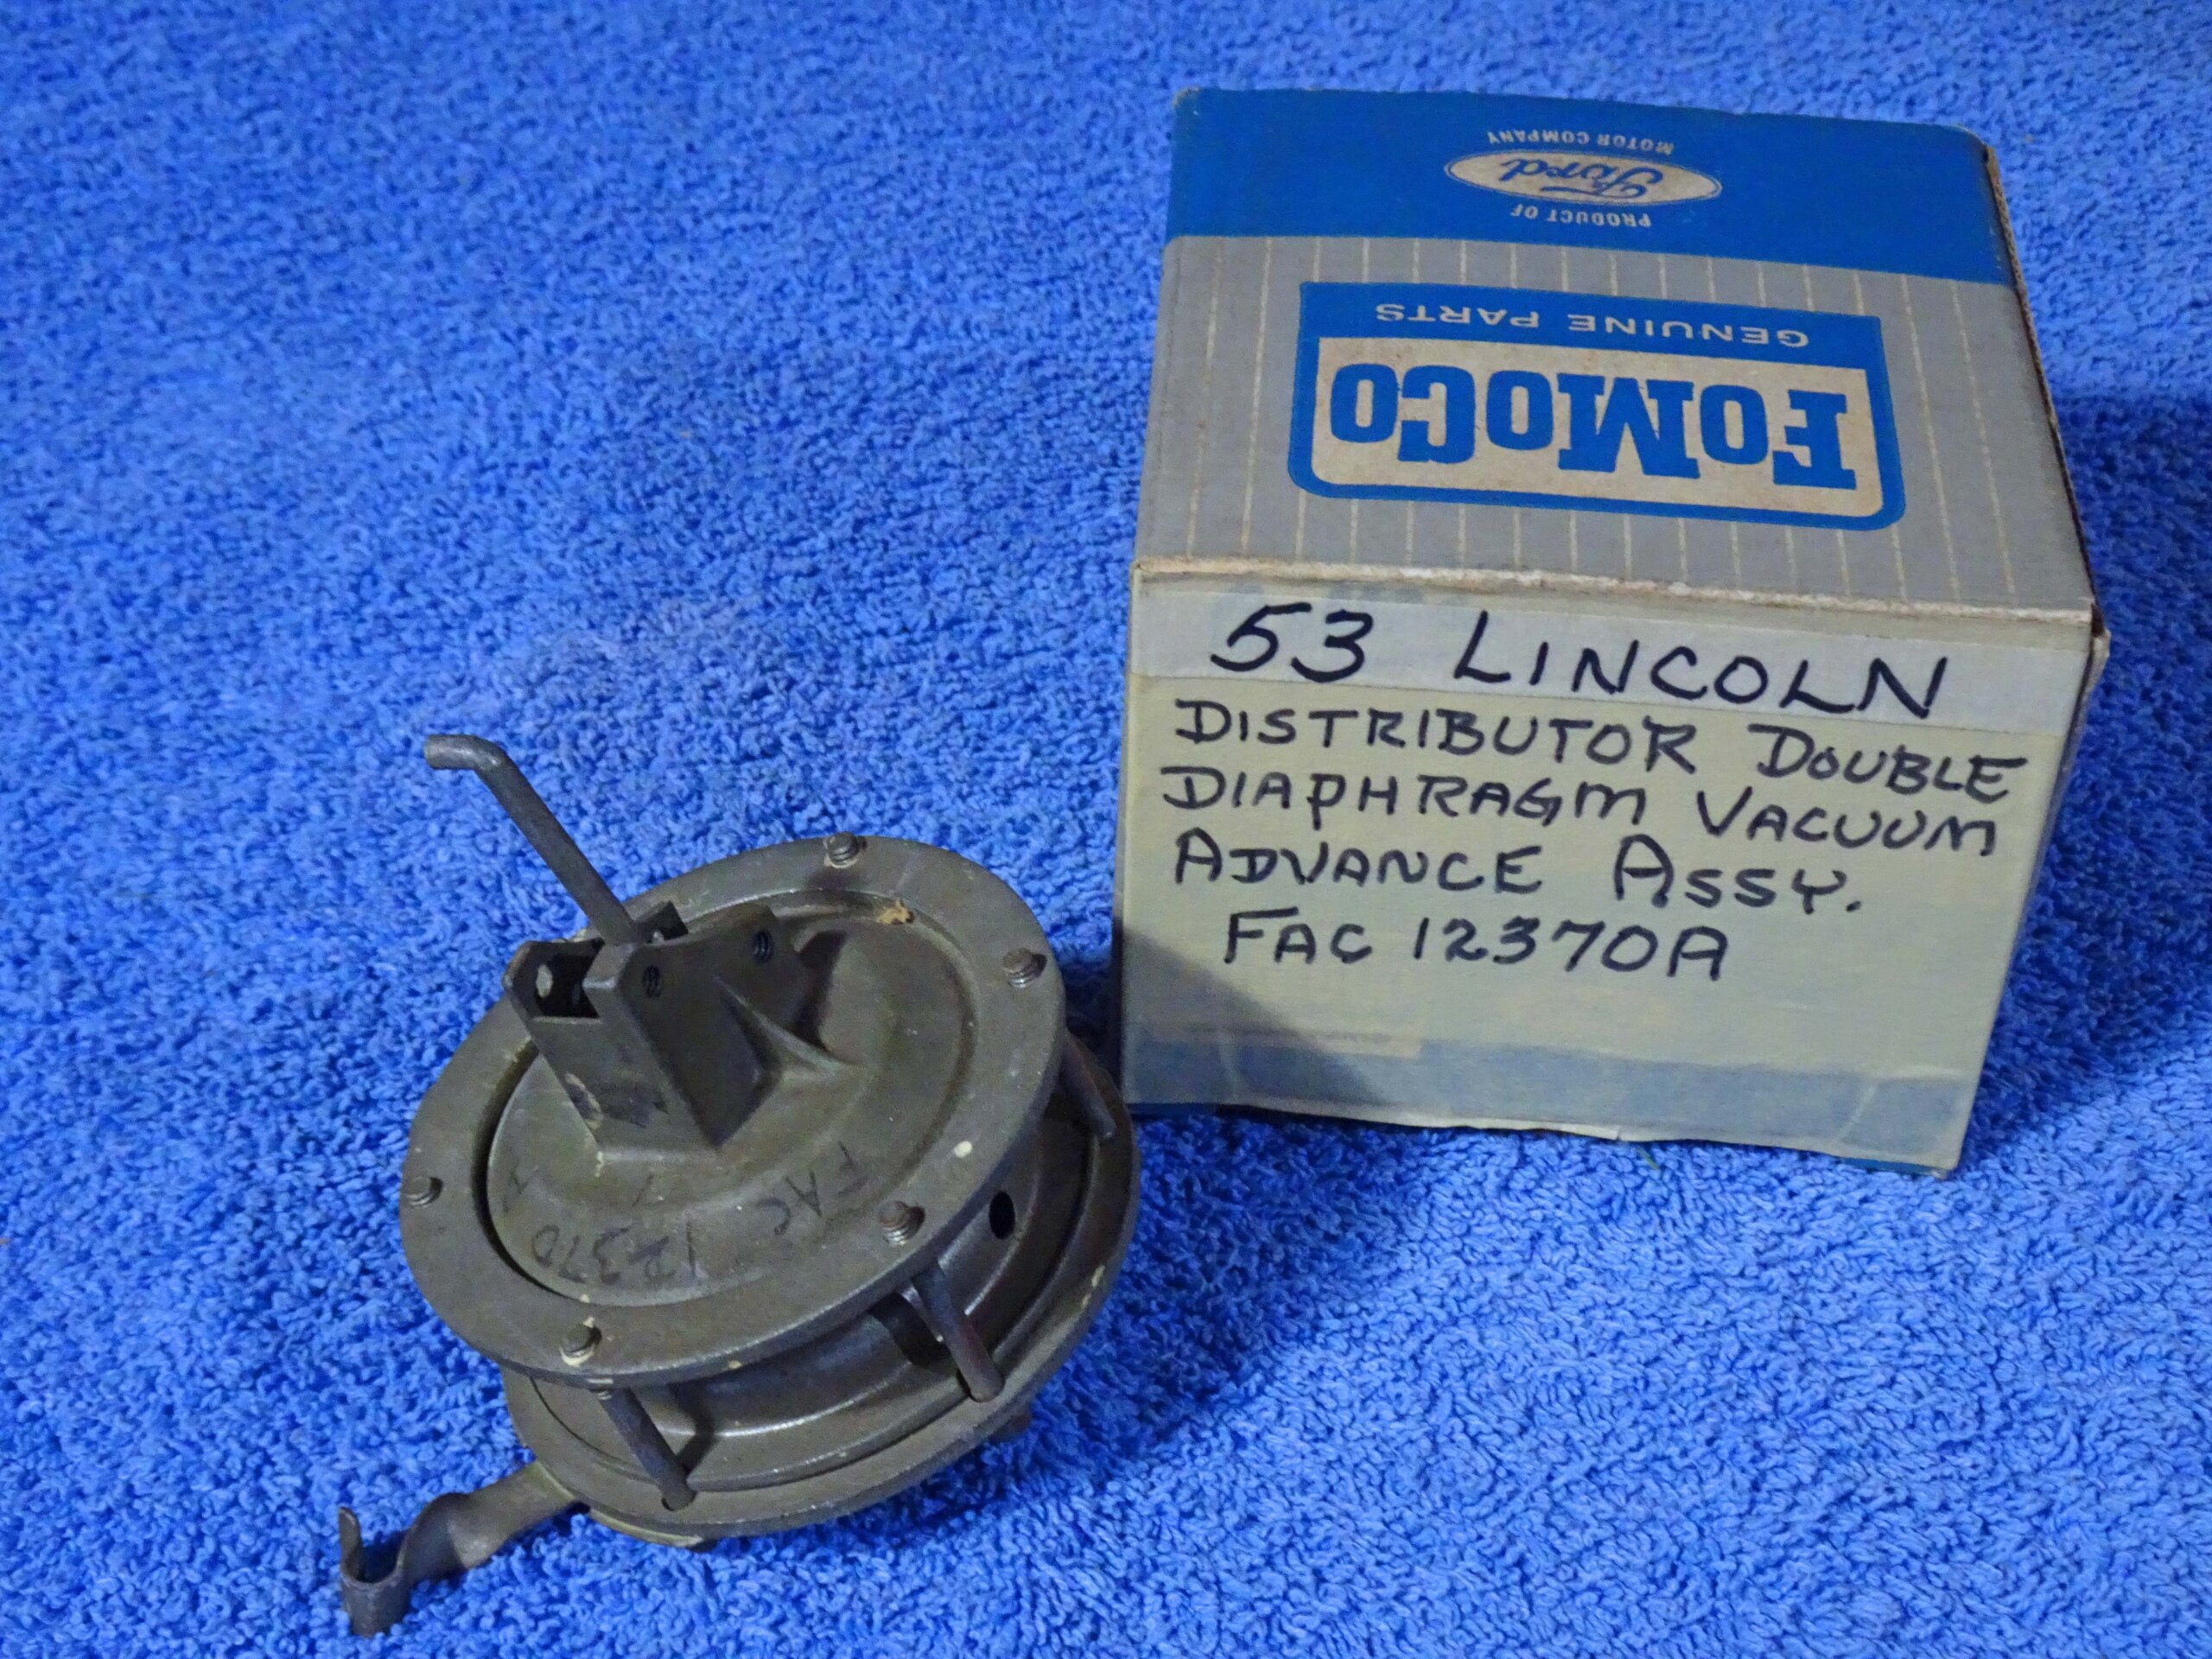 PRODUCT OF
Ford
MOTOR COMPANY
GENUINE PARTS
FoMoCo
53 LINCOLN
DISTRIBUTOR DOUBLE
DIAPHRAGM VACUUM
ADVANCE ASSY.
FAC 12370A
FAC 12370 A